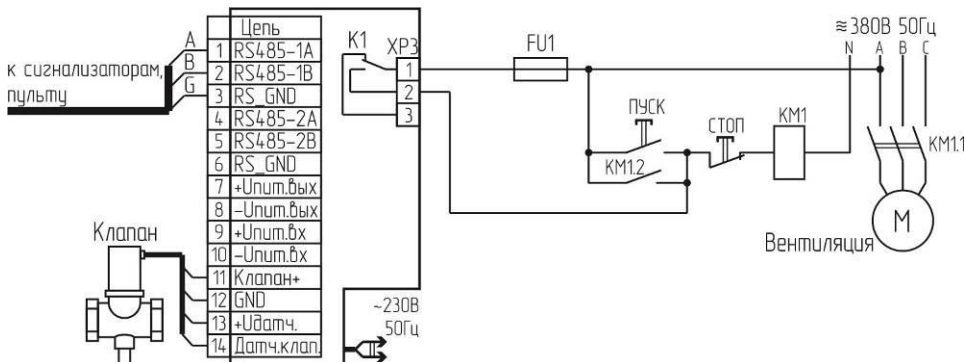 Цепь
1 RS485-1A
2 RS485-1B
3 RS_GND
4 RS485-2A
5 RS485-2B
6 RS_GND
7 +Uпит.вых
8 -Uпит.вых
9 +Uпит.вх
10 -Uпит.вх
11 Клапан+
12 GND
13 +Uдатч.
14 Датч.клап.
A
B
G
к сигнализаторам,
пульту
Клапан
K1
XP3
1
2
3
~230В
50Гц
FU1
ПУСК
KM1.2
СТОП
KM1
≈380В 50Гц
N A B C
KM1.1
M
Вентиляция